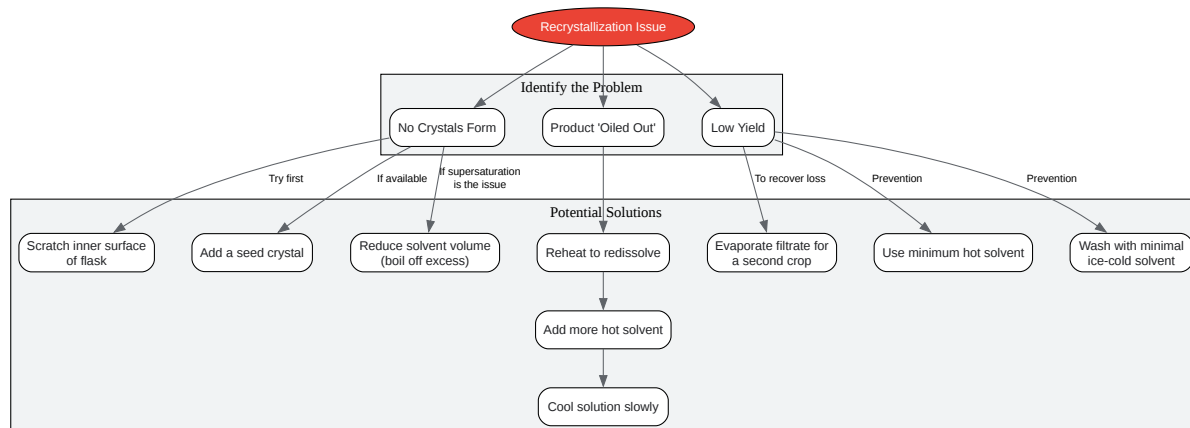 Recrystallization Issue
Identify the Problem
No Crystals Form
Product 'Oiled Out'
Low Yield
Try first
If available
If supersaturation
is the issue
To recover loss
Prevention
Prevention
Potential Solutions
Scratch inner surface
of flask
Add a seed crystal
Reduce solvent volume
(boil off excess)
Reheat to redissolve
Evaporate filtrate for
a second crop
Use minimum hot solvent
Wash with minimal
ice-cold solvent
Add more hot solvent
Cool solution slowly